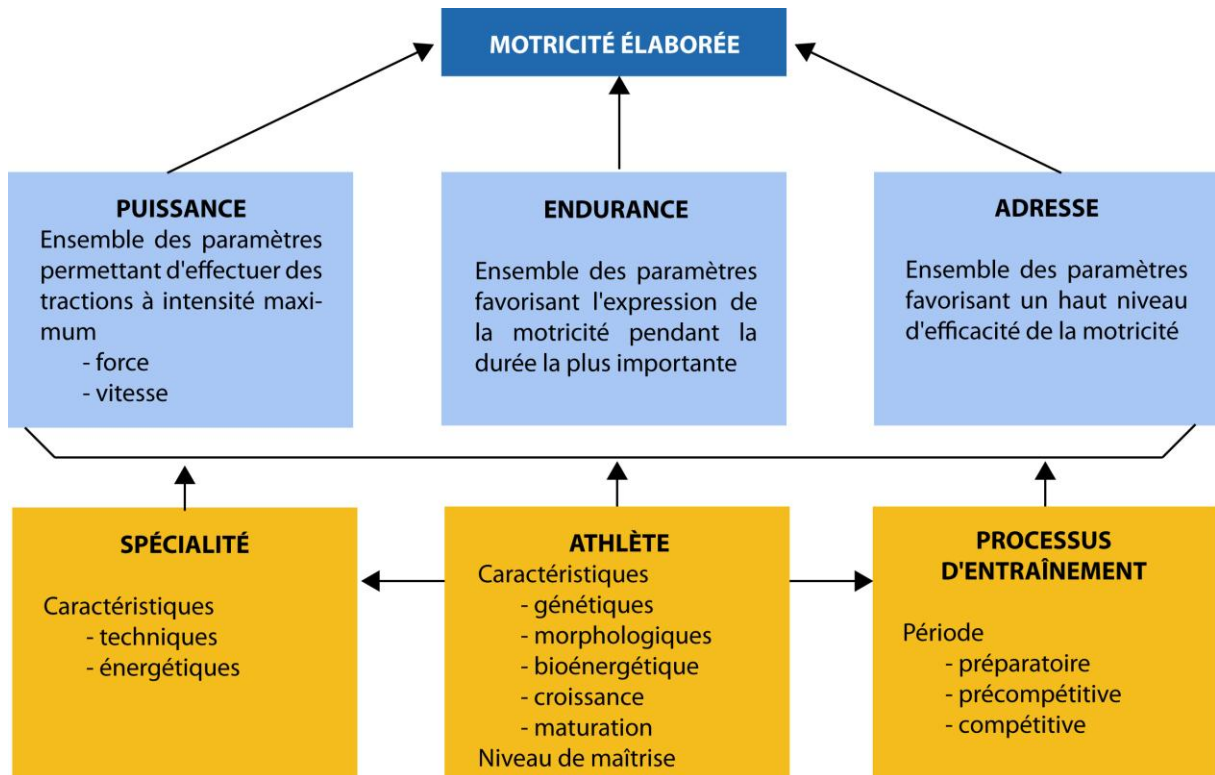 MOTRICITÉ ÉLABORÉE
PUISSANCE
Ensemble des paramètres
permettant d'effectuer des
tractions à intensité maxi-
mum
- force
- vitesse
ENDURANCE
Ensemble des paramètres
favorisant l'expression de
la motricité pendant la
durée la plus importante
ADRESSE
Ensemble des paramètres
favorisant un haut niveau
d'efficacité de la motricité
SPÉCIALITÉ
Caractéristiques
- techniques
- énergétiques
ATHLÈTE
Caractéristiques
- génétiques
- morphologiques
- bioénergétique
- croissance
- maturation
Niveau de maîtrise
PROCESSUS
D'ENTRAÎNEMENT
Période
- préparatoire
- précompétitive
- compétitive